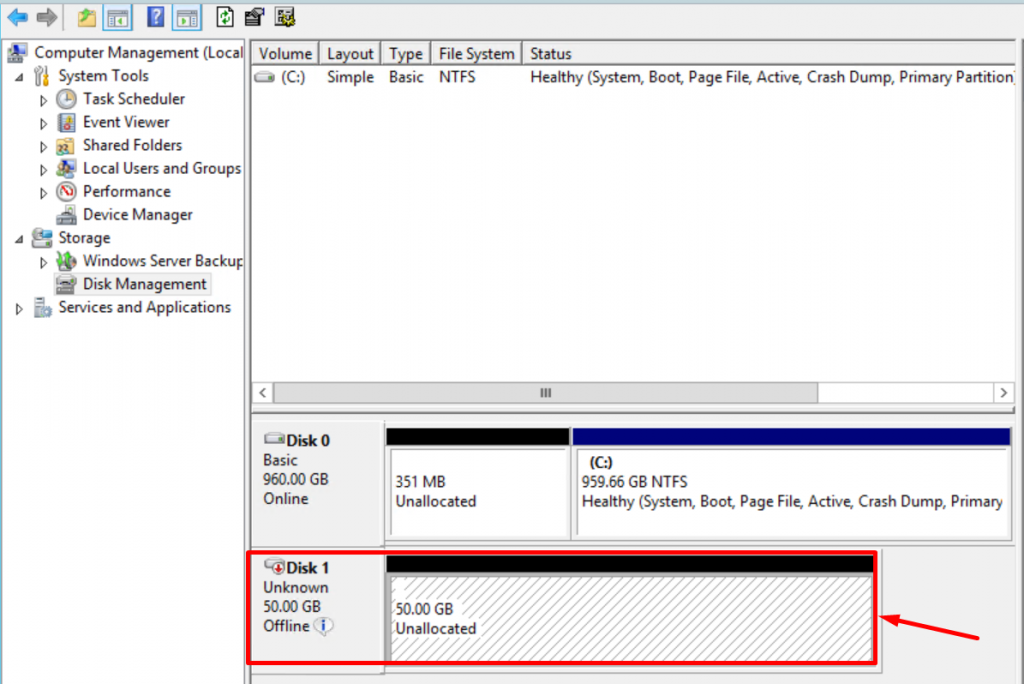 Computer Management (Local
System Tools
Task Scheduler
Event Viewer
Shared Folders
Local Users and Groups
Performance
Device Manager
Storage
Windows Server Backup
Disk Management
Services and Applications
Volume Layout Type File System Status
(C:) Simple Basic NTFS Healthy (System, Boot, Page File, Active, Crash Dump, Primary Partition)
Disk 0
Basic
960.00 GB
Online
351 MB
Unallocated
(C:)
959.66 GB NTFS
Healthy (System, Boot, Page File, Active, Crash Dump, Primary
Disk 1
Unknown
50.00 GB
Offline
50.00 GB
Unallocated